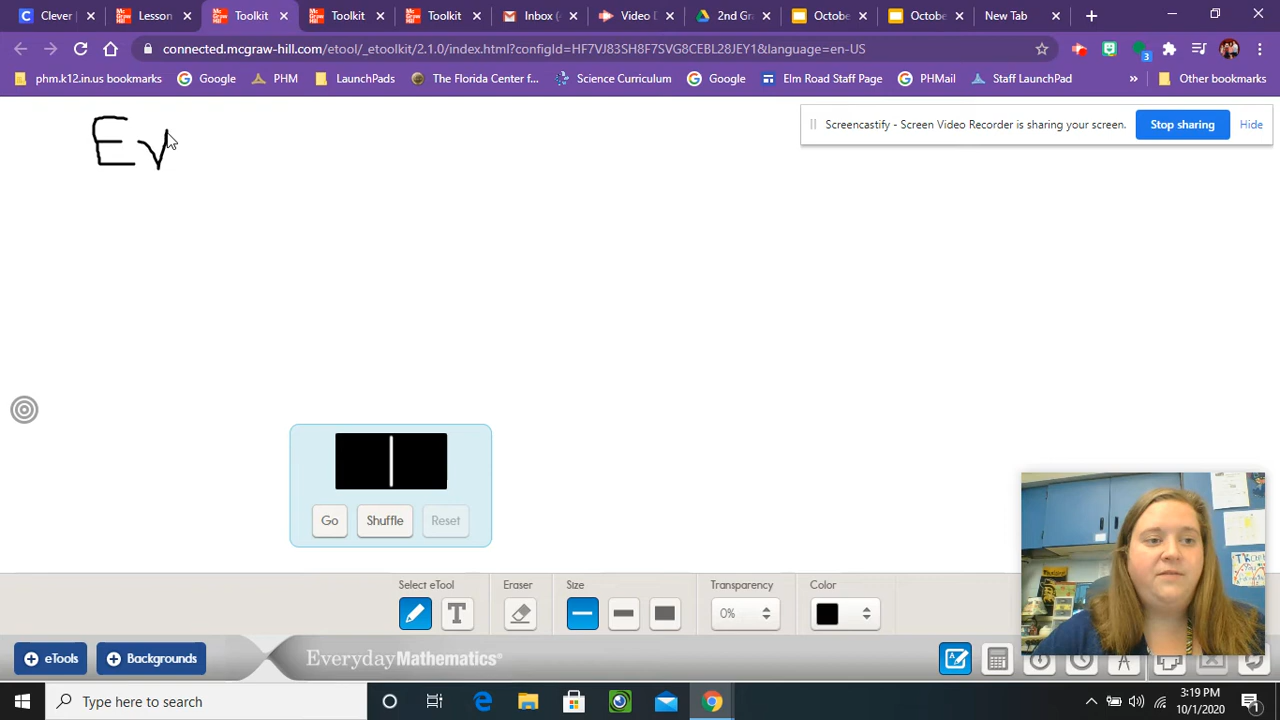 Clever | Lesson Toolkit Toolkit Toolkit Inbox ( Video 2nd Gr Octobe Octobe New Tab
connected.mcgraw-hill.com/etool/_etoolkit/2.1.0/index.html?configId=HF7VJ83SH8F7SVG8CEBL28JEY1&language=en-US
3
phm.k12.in.us bookmarks Google PHM LaunchPads The Florida Center f... Science Curriculum Google Elm Road Staff Page PHMail Staff LaunchPad » Other bookmarks
Ev
Screencastify - Screen Video Recorder is sharing your screen. Stop sharing Hide
Go Shuffle Reset
Select eTool Eraser Size Transparency Color
T 0%
eTools Backgrounds EverydayMathematics®
Type here to search
3:19 PM
10/1/2020
1